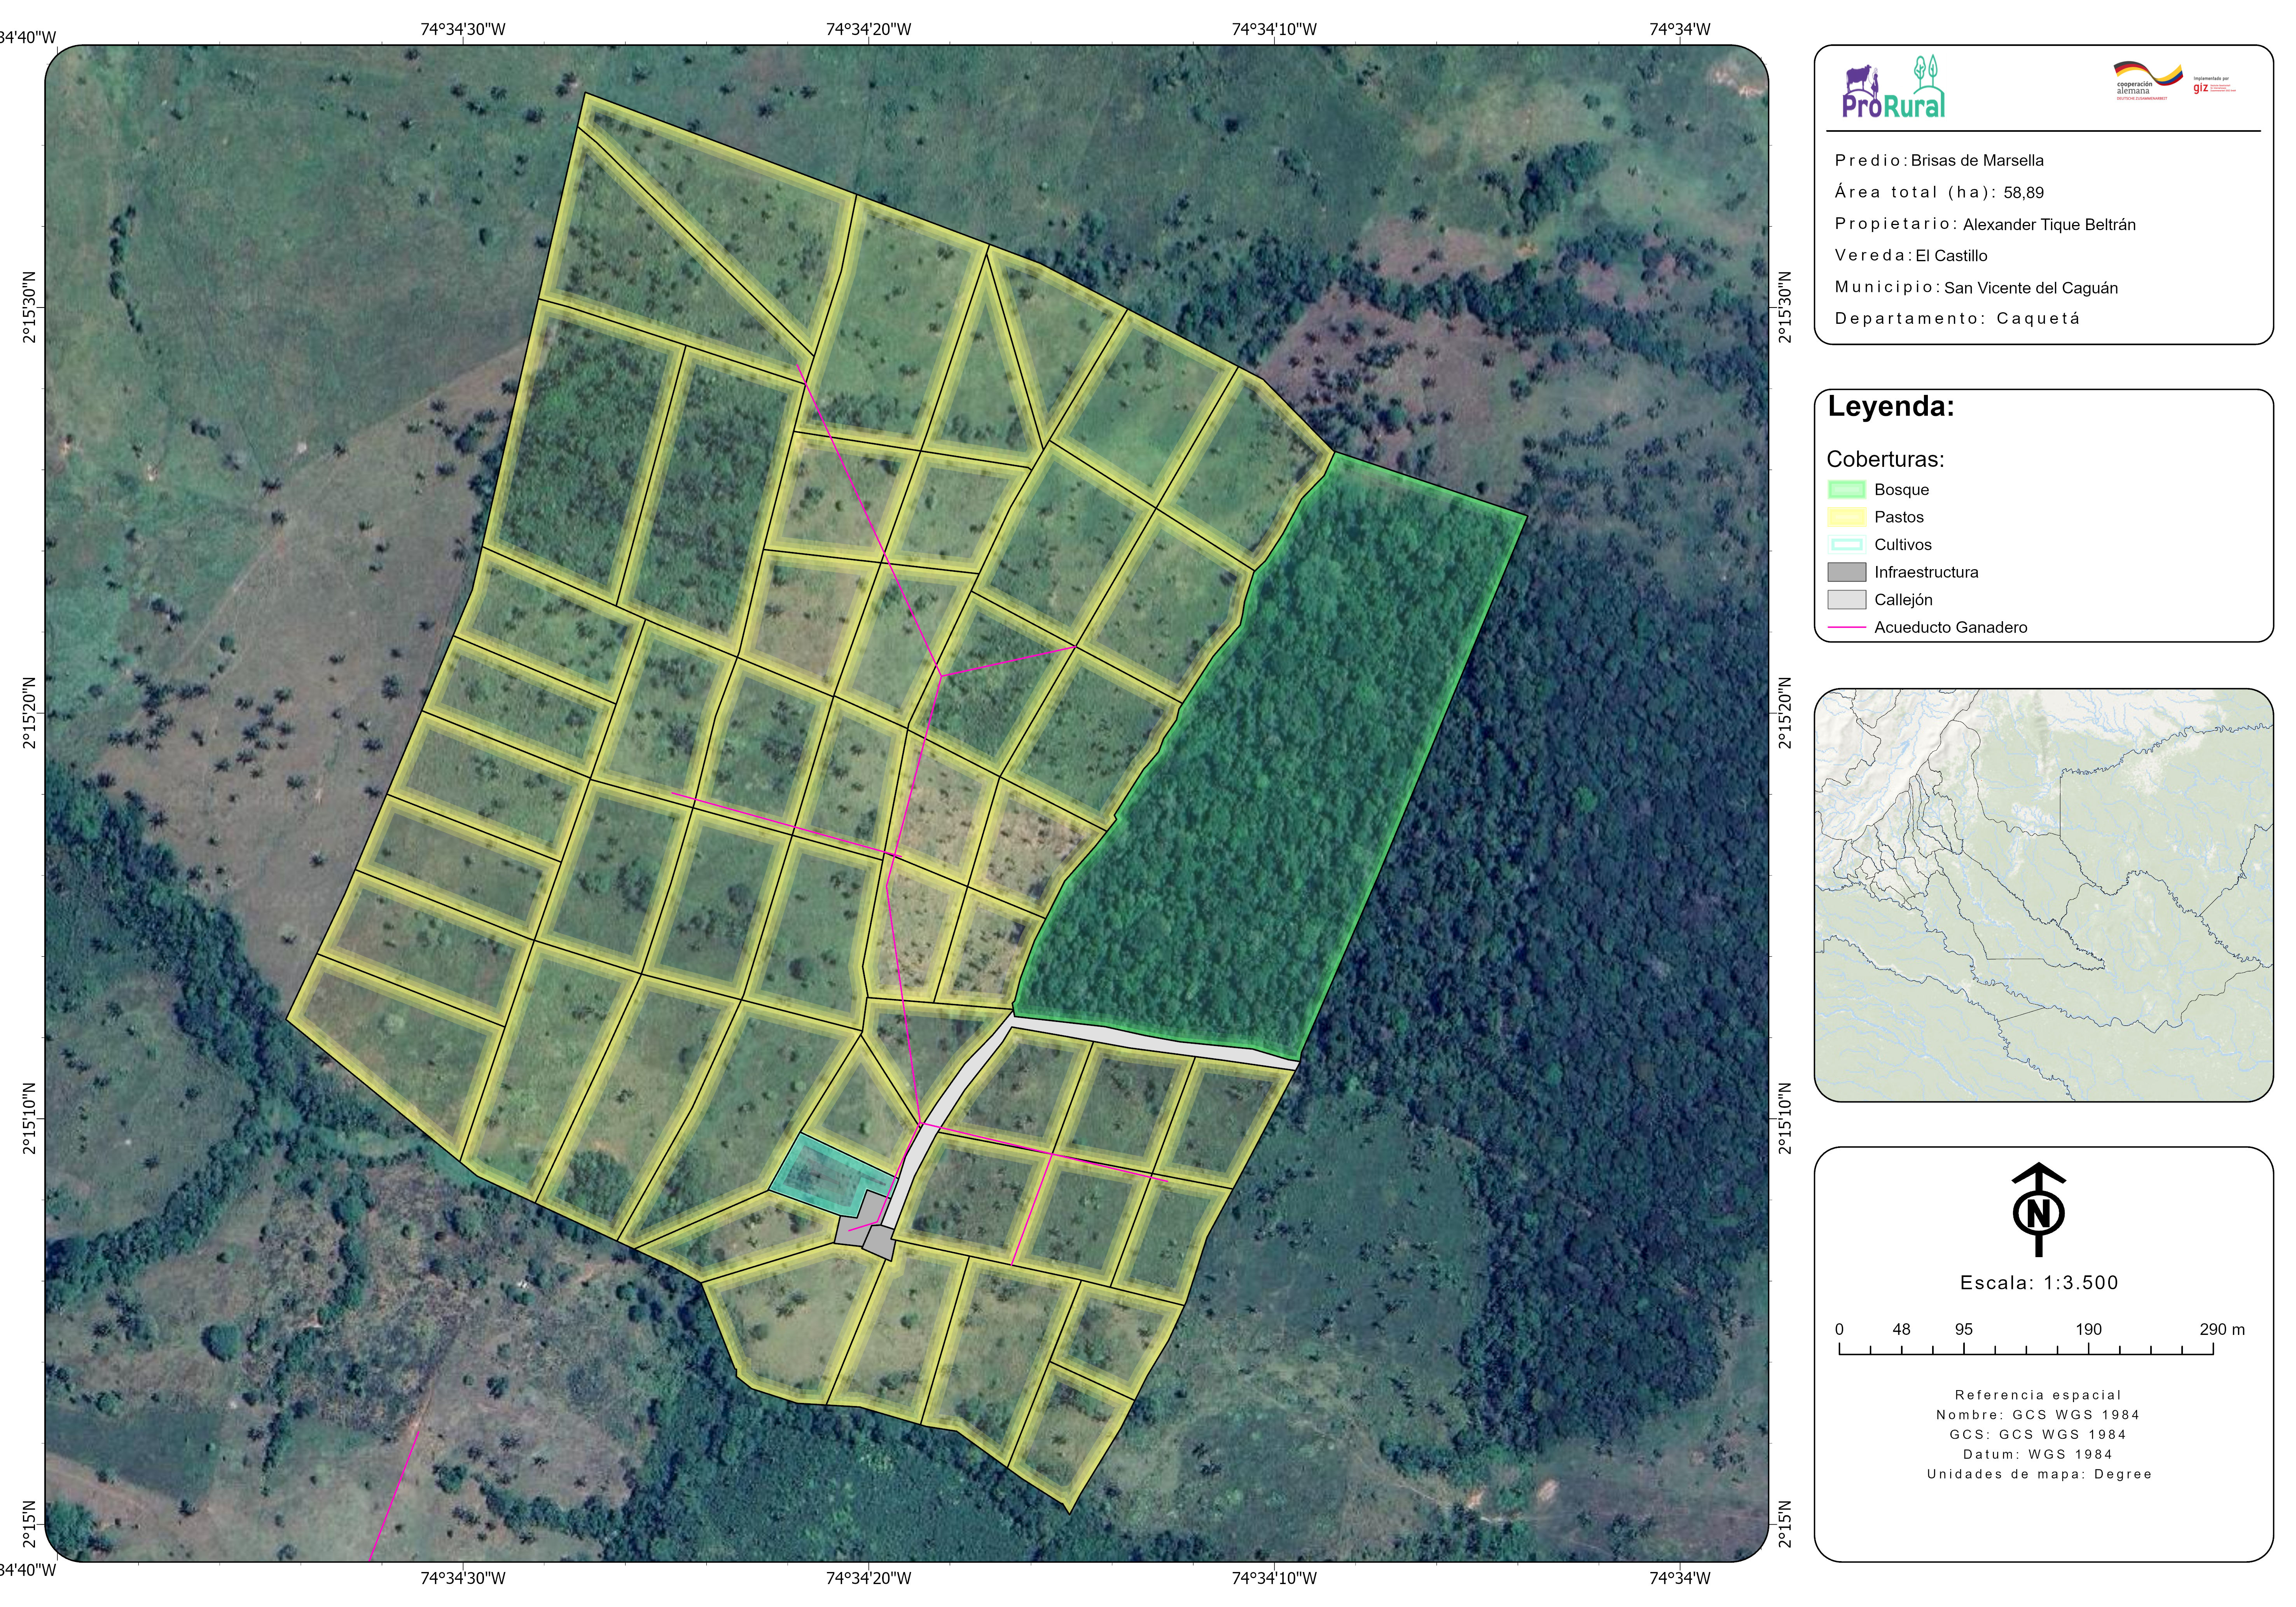 34'40"W
74°34'30"W
74°34'20"W
74°34'10"W
74°34'W
2°15'30"N
2°15'20"N
2°15'10"N
2°15'N
2°15'30"N
2°15'20"N
2°15'10"N
2°15'N
34'40"W
74°34'30"W
74°34'20"W
74°34'10"W
74°34'W
ProRural
cooperación
alemana
DEUTSCHE ZUSAMMENARBEIT
Implementado por
giz
Predio: Brisas de Marsella
Área total (ha): 58,89
Propietario: Alexander Tique Beltrán
Vereda: El Castillo
Municipio: San Vicente del Caguán
Departamento: Caquetá
Leyenda:
Coberturas:
Bosque
Pastos
Cultivos
Infraestructura
Callejón
Acueducto Ganadero
N
Escala: 1:3.500
0 48 95 190 290 m
Referencia espacial
Nombre: GCS WGS 1984
GCS: GCS WGS 1984
Datum: WGS 1984
Unidades de mapa: Degree